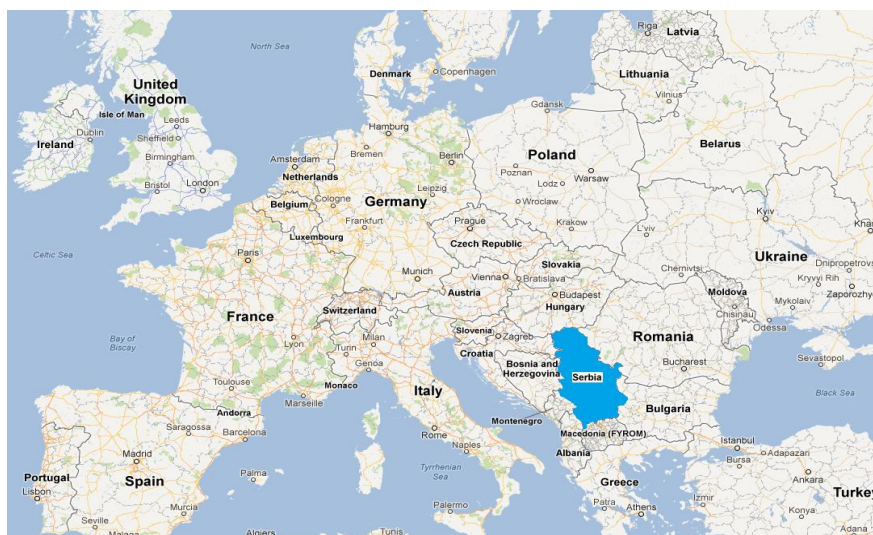 Riga
Latvia
North Sea
Denmark
Copenhagen
Lithuania
Vilnius
United
Kingdom
Isle of Man
Leeds
Dublin
Sheffield
Ireland
Birmingham
Bristol
London
Gdansk
Hamburg
Bremen
Berlin
Amsterdam
Netherlands
Poland
Poznan
Warsaw
Lodz
Belarus
Leipzig
Belgium
Cologne
Germany
Wroclaw
Frankfurt
Prague
Krakow
Kyiv
L'viv
Luxembourg
Czech Republic
Celtic Sea
Paris
Ukraine
Slovakia
Chernivtsi
Dnipropetrovs
Munich
Vienna
Bratislava
Kryvyi Rih
Austria
Budapest
Moldova
Zaporozhy
Hungary
Mykolaiv
Chisinau
Switzerland
France
Odessa
Slovenia
Zagreb
Romania
Bay of
Biscay
Lyon
Turin
Milan
Croatia
Genoa
Bosnia and
Herzegovina
Bucharest
Sevastopol
Serbia
Toulouse
Monaco
Italy
Black Sea
Marseille
Andorra
Bulgaria
Montenegro
Saragossa
Barcelona
Rome
Macedonia (FYROM)
Istanbul
Naples
Albania
Adapazari
Madrid
Bursa
Portugal
Palma
Tyrrhenian
Sea
Ankara
Spain
Greece
Lisbon
Izmir
Turkey
Patra
Athens
Murcia
Palermo
Konya
Seville
Adana
Malaga
Algiers
Tunis